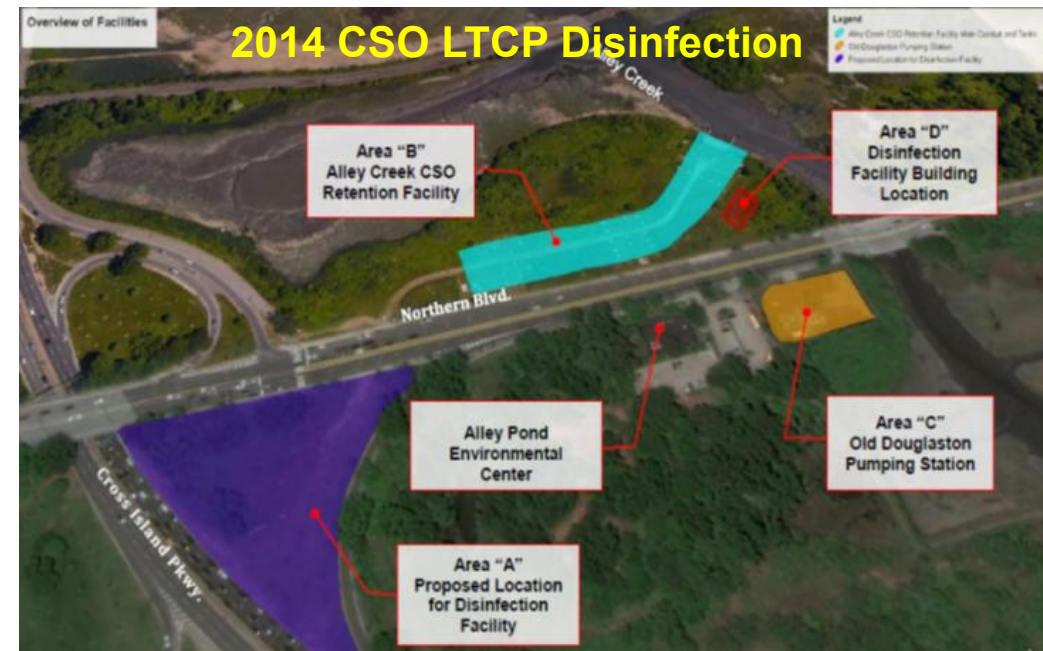 Overview of Facilities
2014 CSO LTCP Disinfection
Legend
Alley Creek CSO Retention Facility Main Conduit and Tanks
Old Douglaston Pumping Station
Proposed Location for Disinfection Facility
Alley Creek
Area “B”
Alley Creek CSO
Retention Facility
Area “D”
Disinfection
Facility Building
Location
Northern Blvd.
Alley Pond
Environmental
Center
Area “C”
Old Douglaston
Pumping Station
Cross Island Pkwy.
Area “A”
Proposed Location
for Disinfection
Facility